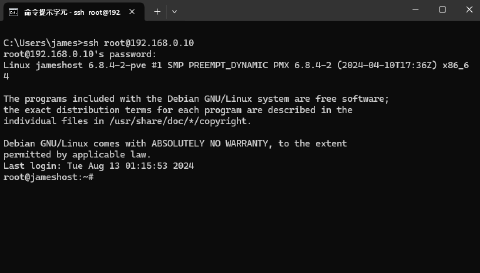 命令提示字元 - ssh root@192.
C:\Users\james>ssh root@192.168.0.10
root@192.168.0.10's password:
Linux jameshost 6.8.4-2-pve #1 SMP PREEMPT_DYNAMIC PMX 6.8.4-2 (2024-04-10T17:36Z) x86_6
4
The programs included with the Debian GNU/Linux system are free software;
the exact distribution terms for each program are described in the
individual files in /usr/share/doc/*/copyright.
Debian GNU/Linux comes with ABSOLUTELY NO WARRANTY, to the extent
permitted by applicable law.
Last login: Tue Aug 13 01:15:53 2024
root@jameshost:~#